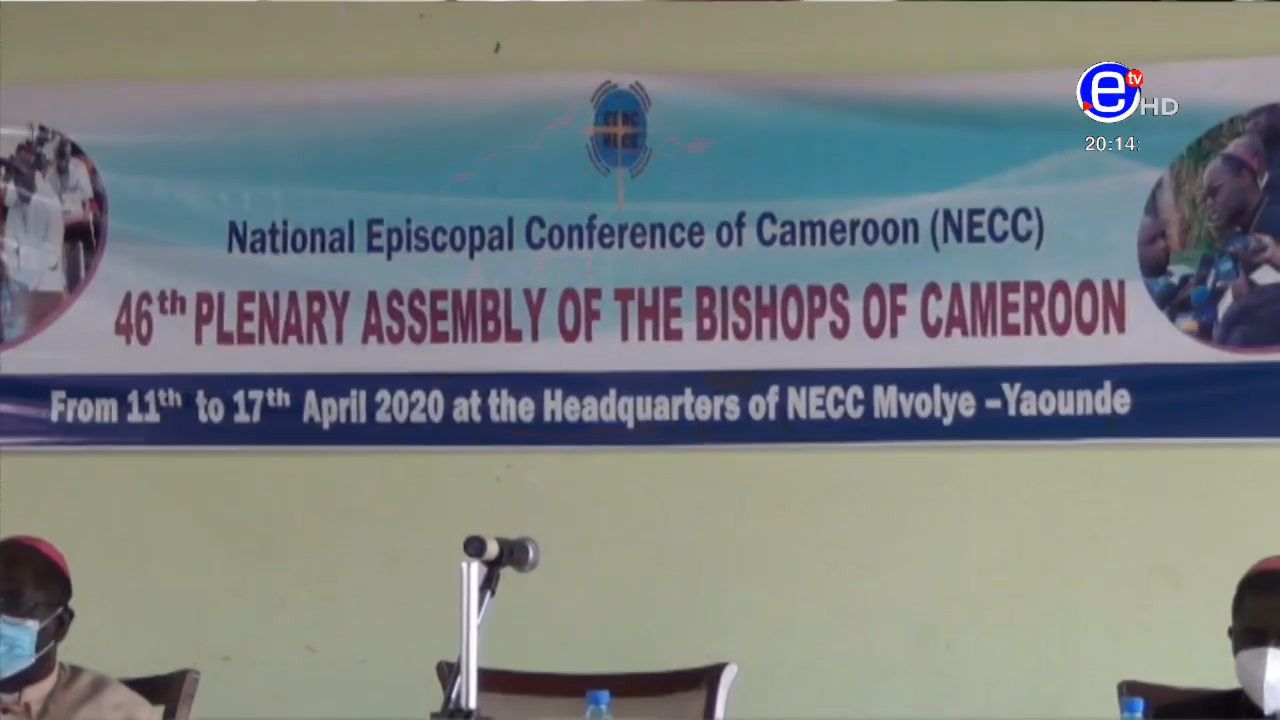 e tv HD
20:14:
National Episcopal Conference of Cameroon (NECC)
46th PLENARY ASSEMBLY OF THE BISHOPS OF CAMEROON
From 11th to 17th April 2020 at the Headquarters of NECC Mvolye –Yaounde